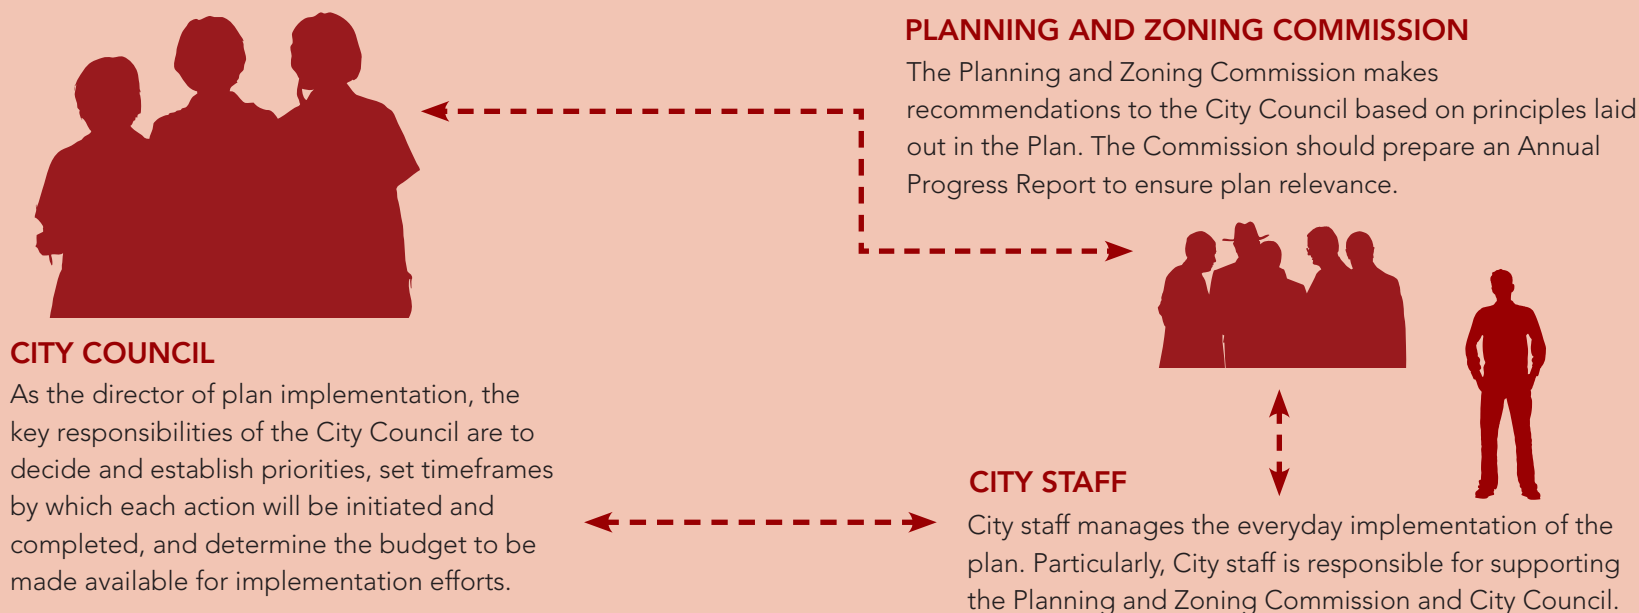 PLANNING AND ZONING COMMISSION
The Planning and Zoning Commission makes
recommendations to the City Council based on principles laid
out in the Plan. The Commission should prepare an Annual
Progress Report to ensure plan relevance.
CITY COUNCIL
As the director of plan implementation, the
key responsibilities of the City Council are to
decide and establish priorities, set timeframes
by which each action will be initiated and
completed, and determine the budget to be
made available for implementation efforts.
CITY STAFF
City staff manages the everyday implementation of the
plan. Particularly, City staff is responsible for supporting
the Planning and Zoning Commission and City Council.